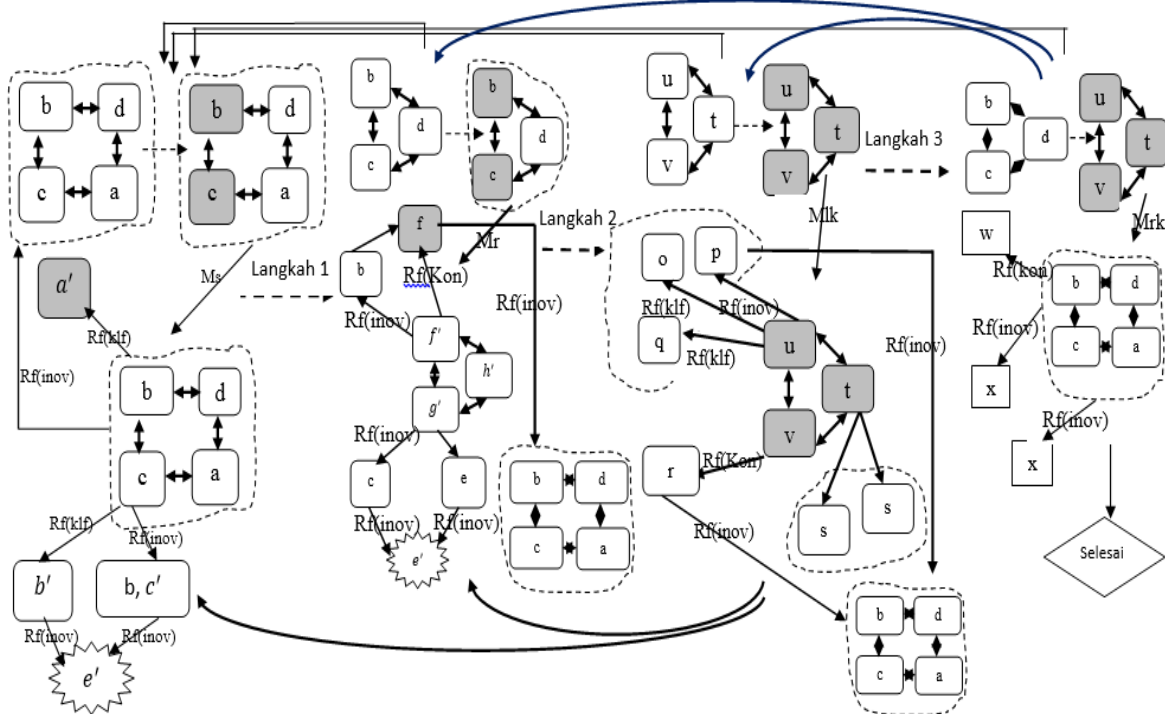 b
d
c
a
b
d
c
a
b
d
c
b
d
c
u
t
v
u
t
v
Langkah 3
b
d
c
u
t
v
a′
Ms
Langkah 1
b
f
Mr
Rf(Kon)
Langkah 2
Mlk
w
Mrk
Rf(kon)
b
d
c
a
Rf(klf)
Rf(inov)
Rf(inov)
f′
h′
g′
Rf(inov)
o
p
Rf(klf)
Rf(inov)
q
Rf(klf)
u
t
v
Rf(inov)
Rf(inov)
x
b
d
c
a
Rf(inov)
c
e
Rf(inov)
Rf(inov)
e′
b
d
c
a
r
Rf(Kon)
Rf(inov)
s
s
Rf(inov)
x
Selesai
Rf(klf)
Rf(inov)
b′
b, c′
Rf(inov)
Rf(inov)
e′
b
d
c
a